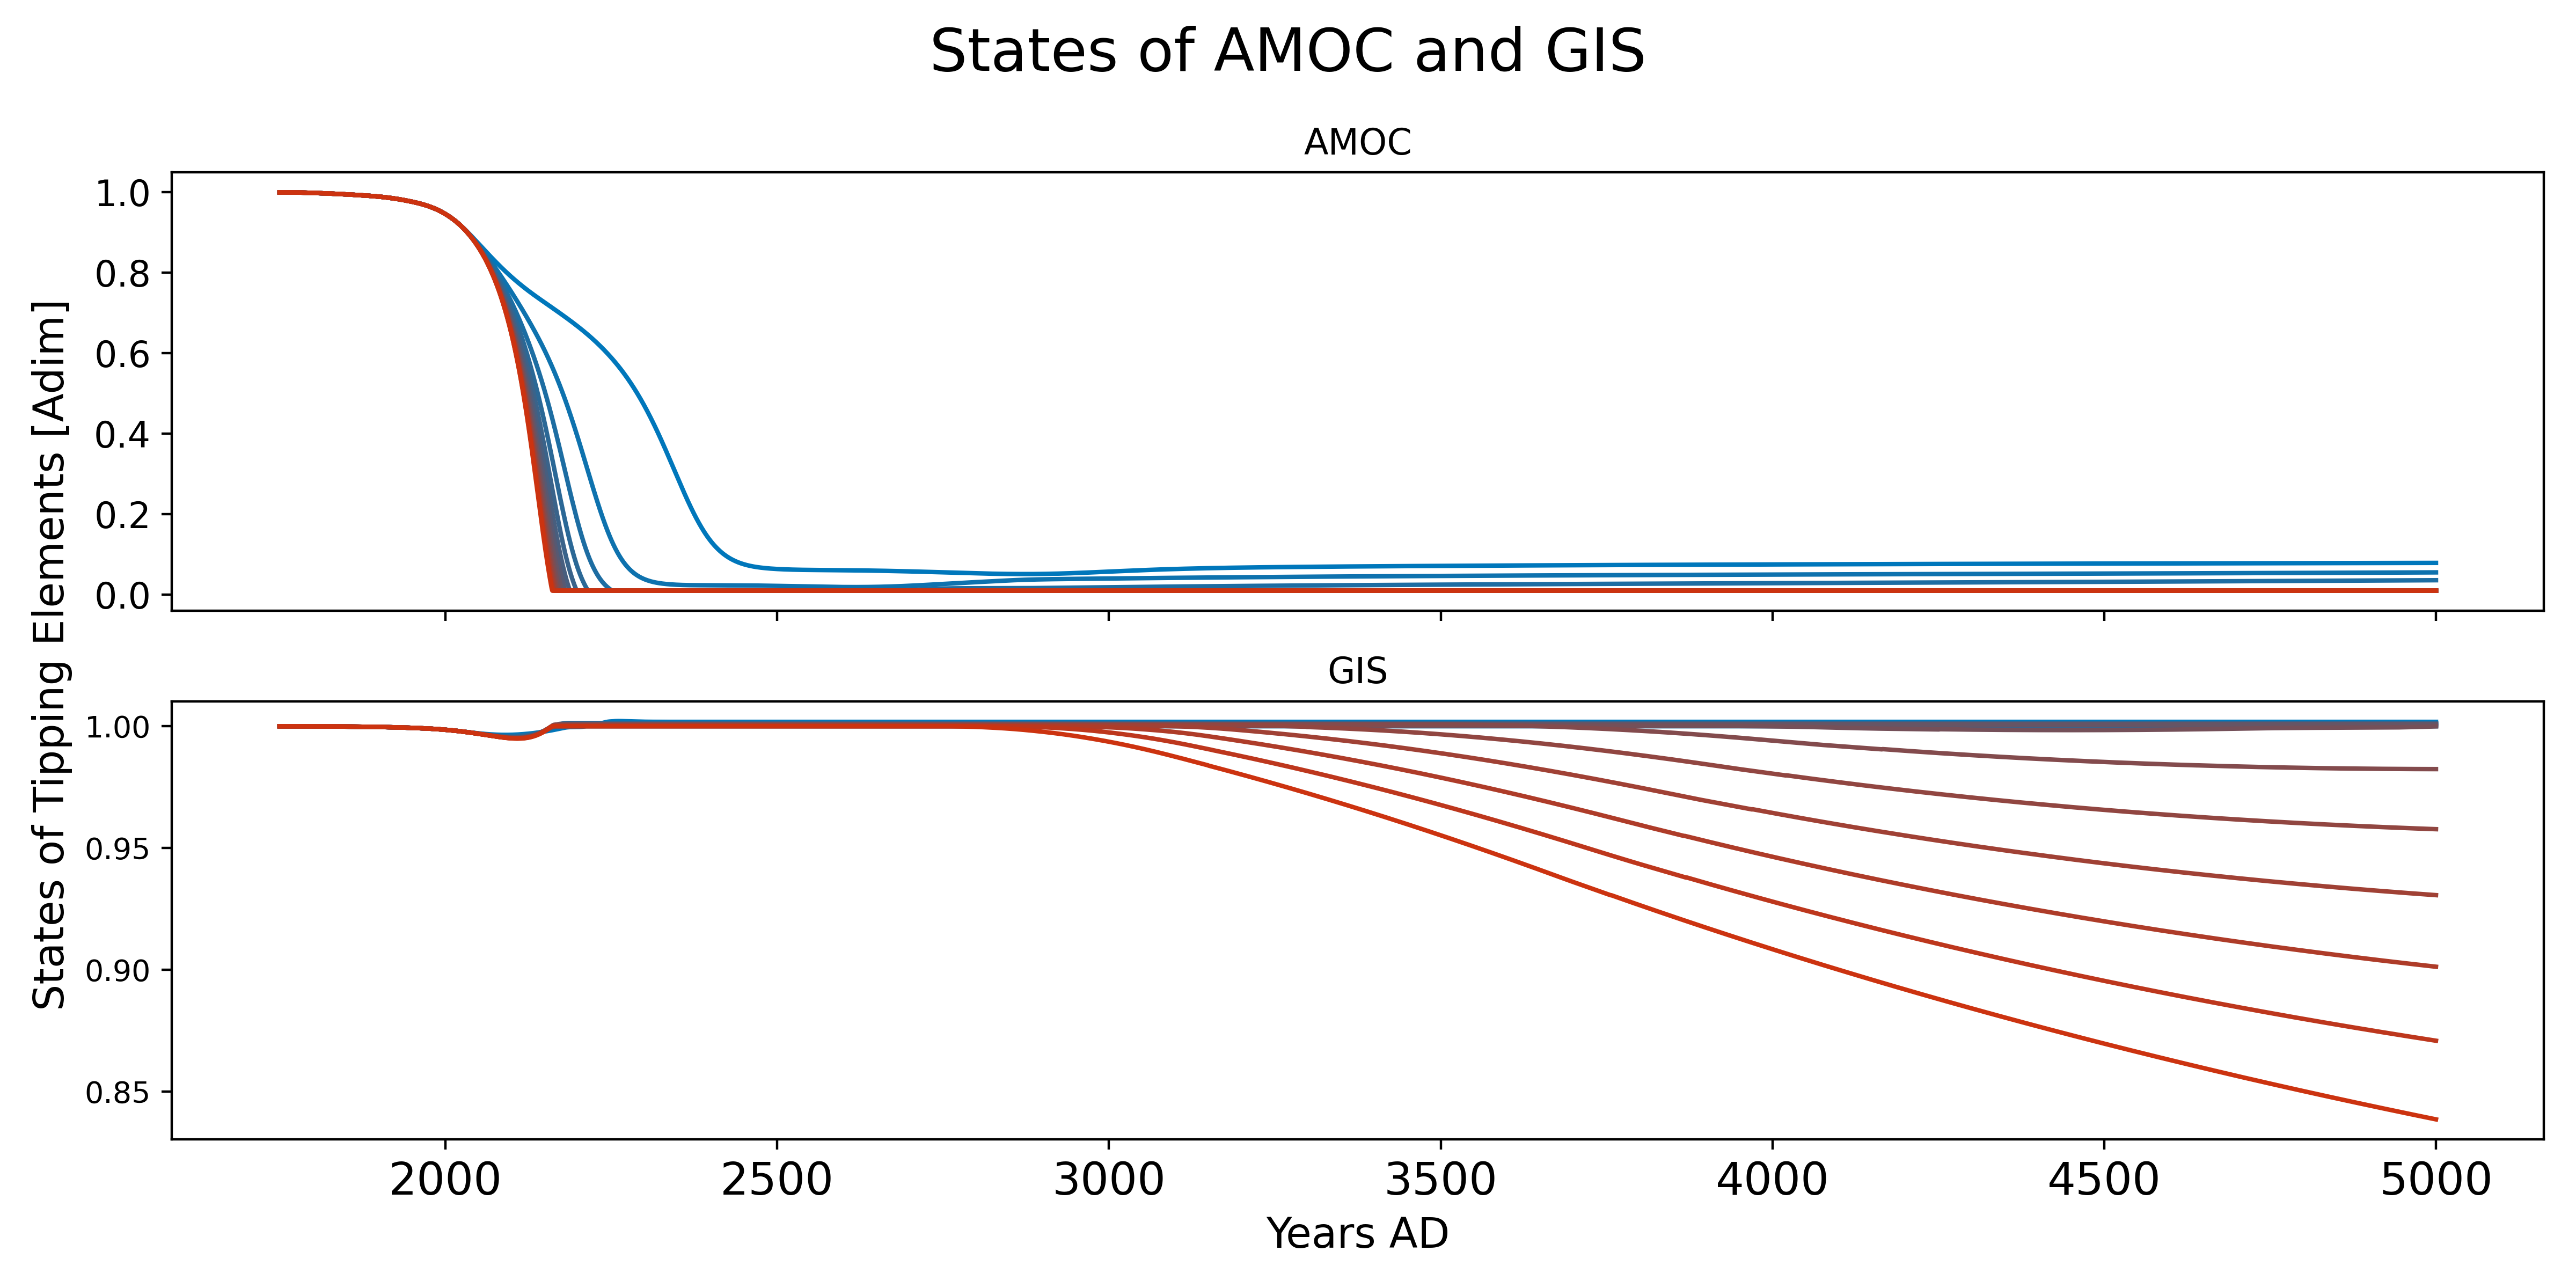 States of AMOC and GIS
AMOC
1.0
0.8
0.6
0.4
0.2
0.0
States of Tipping Elements [Adim]
GIS
1.00
0.95
0.90
0.85
2000 2500 3000 3500 4000 4500 5000
Years AD